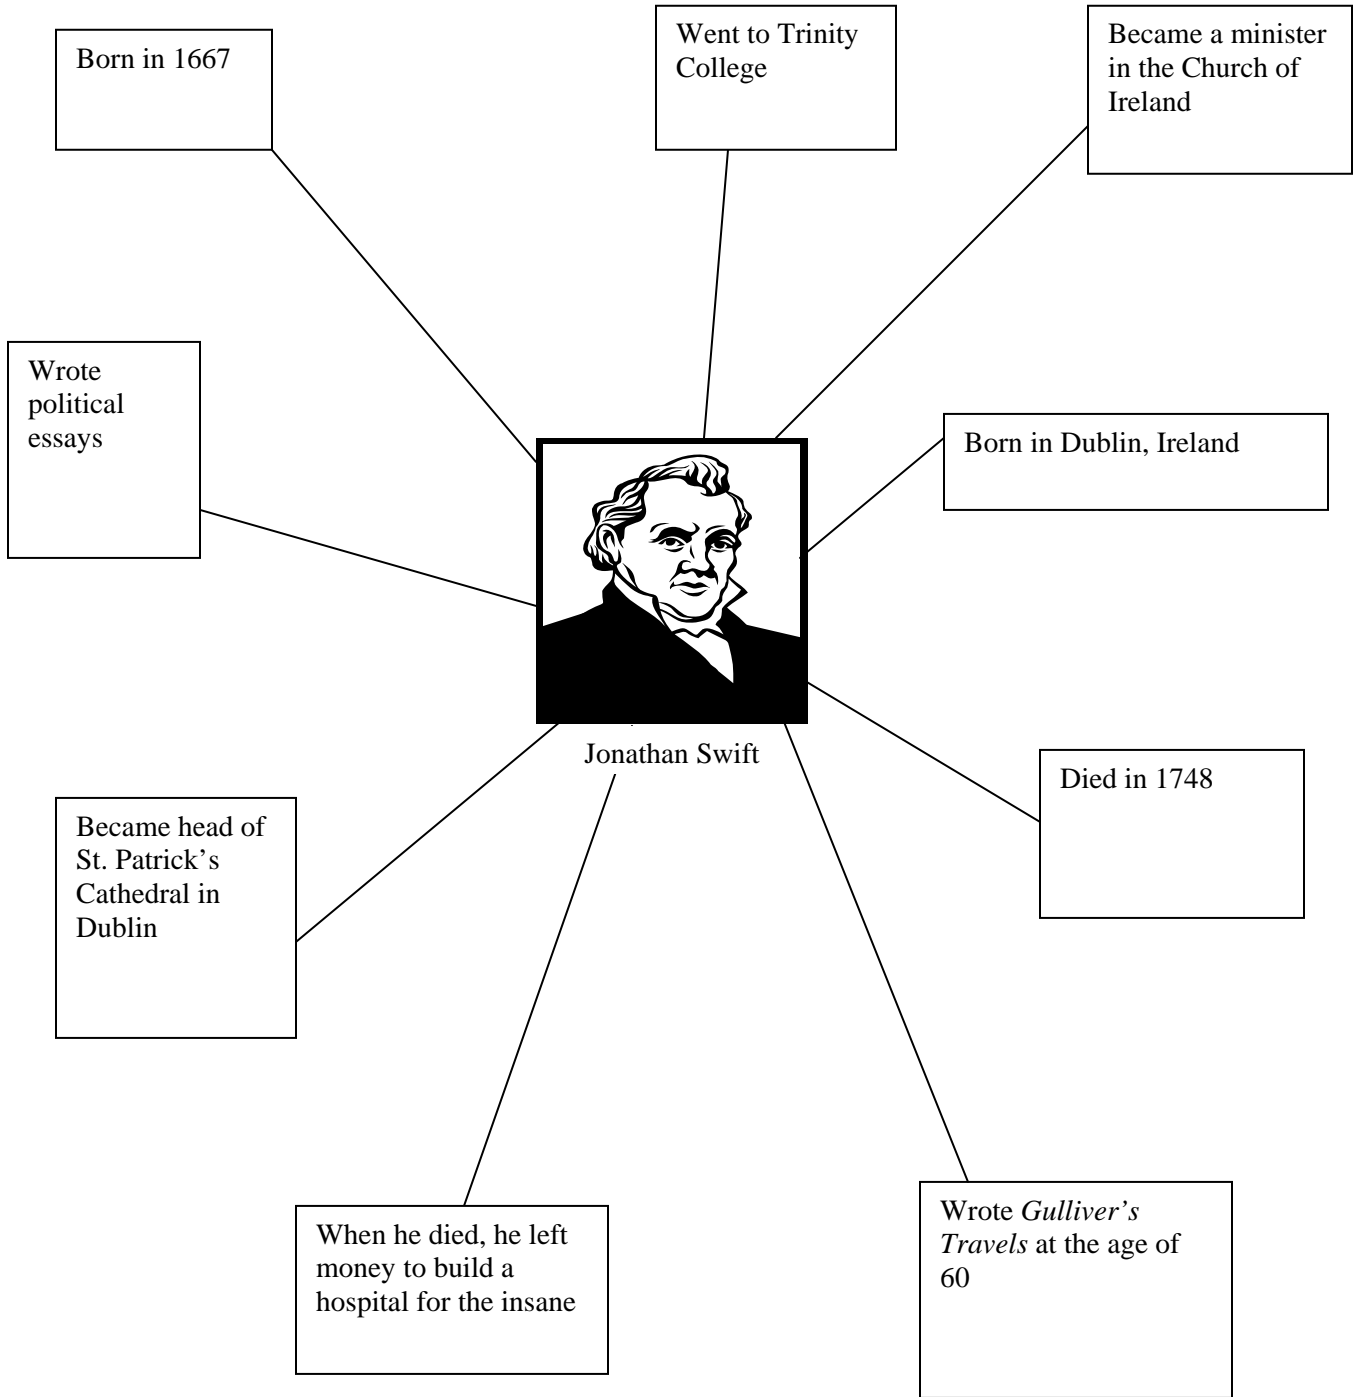 Born in 1667
Went to Trinity
College
Became a minister
in the Church of
Ireland
Wrote
political
essays
Born in Dublin, Ireland
Jonathan Swift
Died in 1748
Became head of
St. Patrick’s
Cathedral in
Dublin
When he died, he left
money to build a
hospital for the insane
Wrote Gulliver’s
Travels at the age of
60